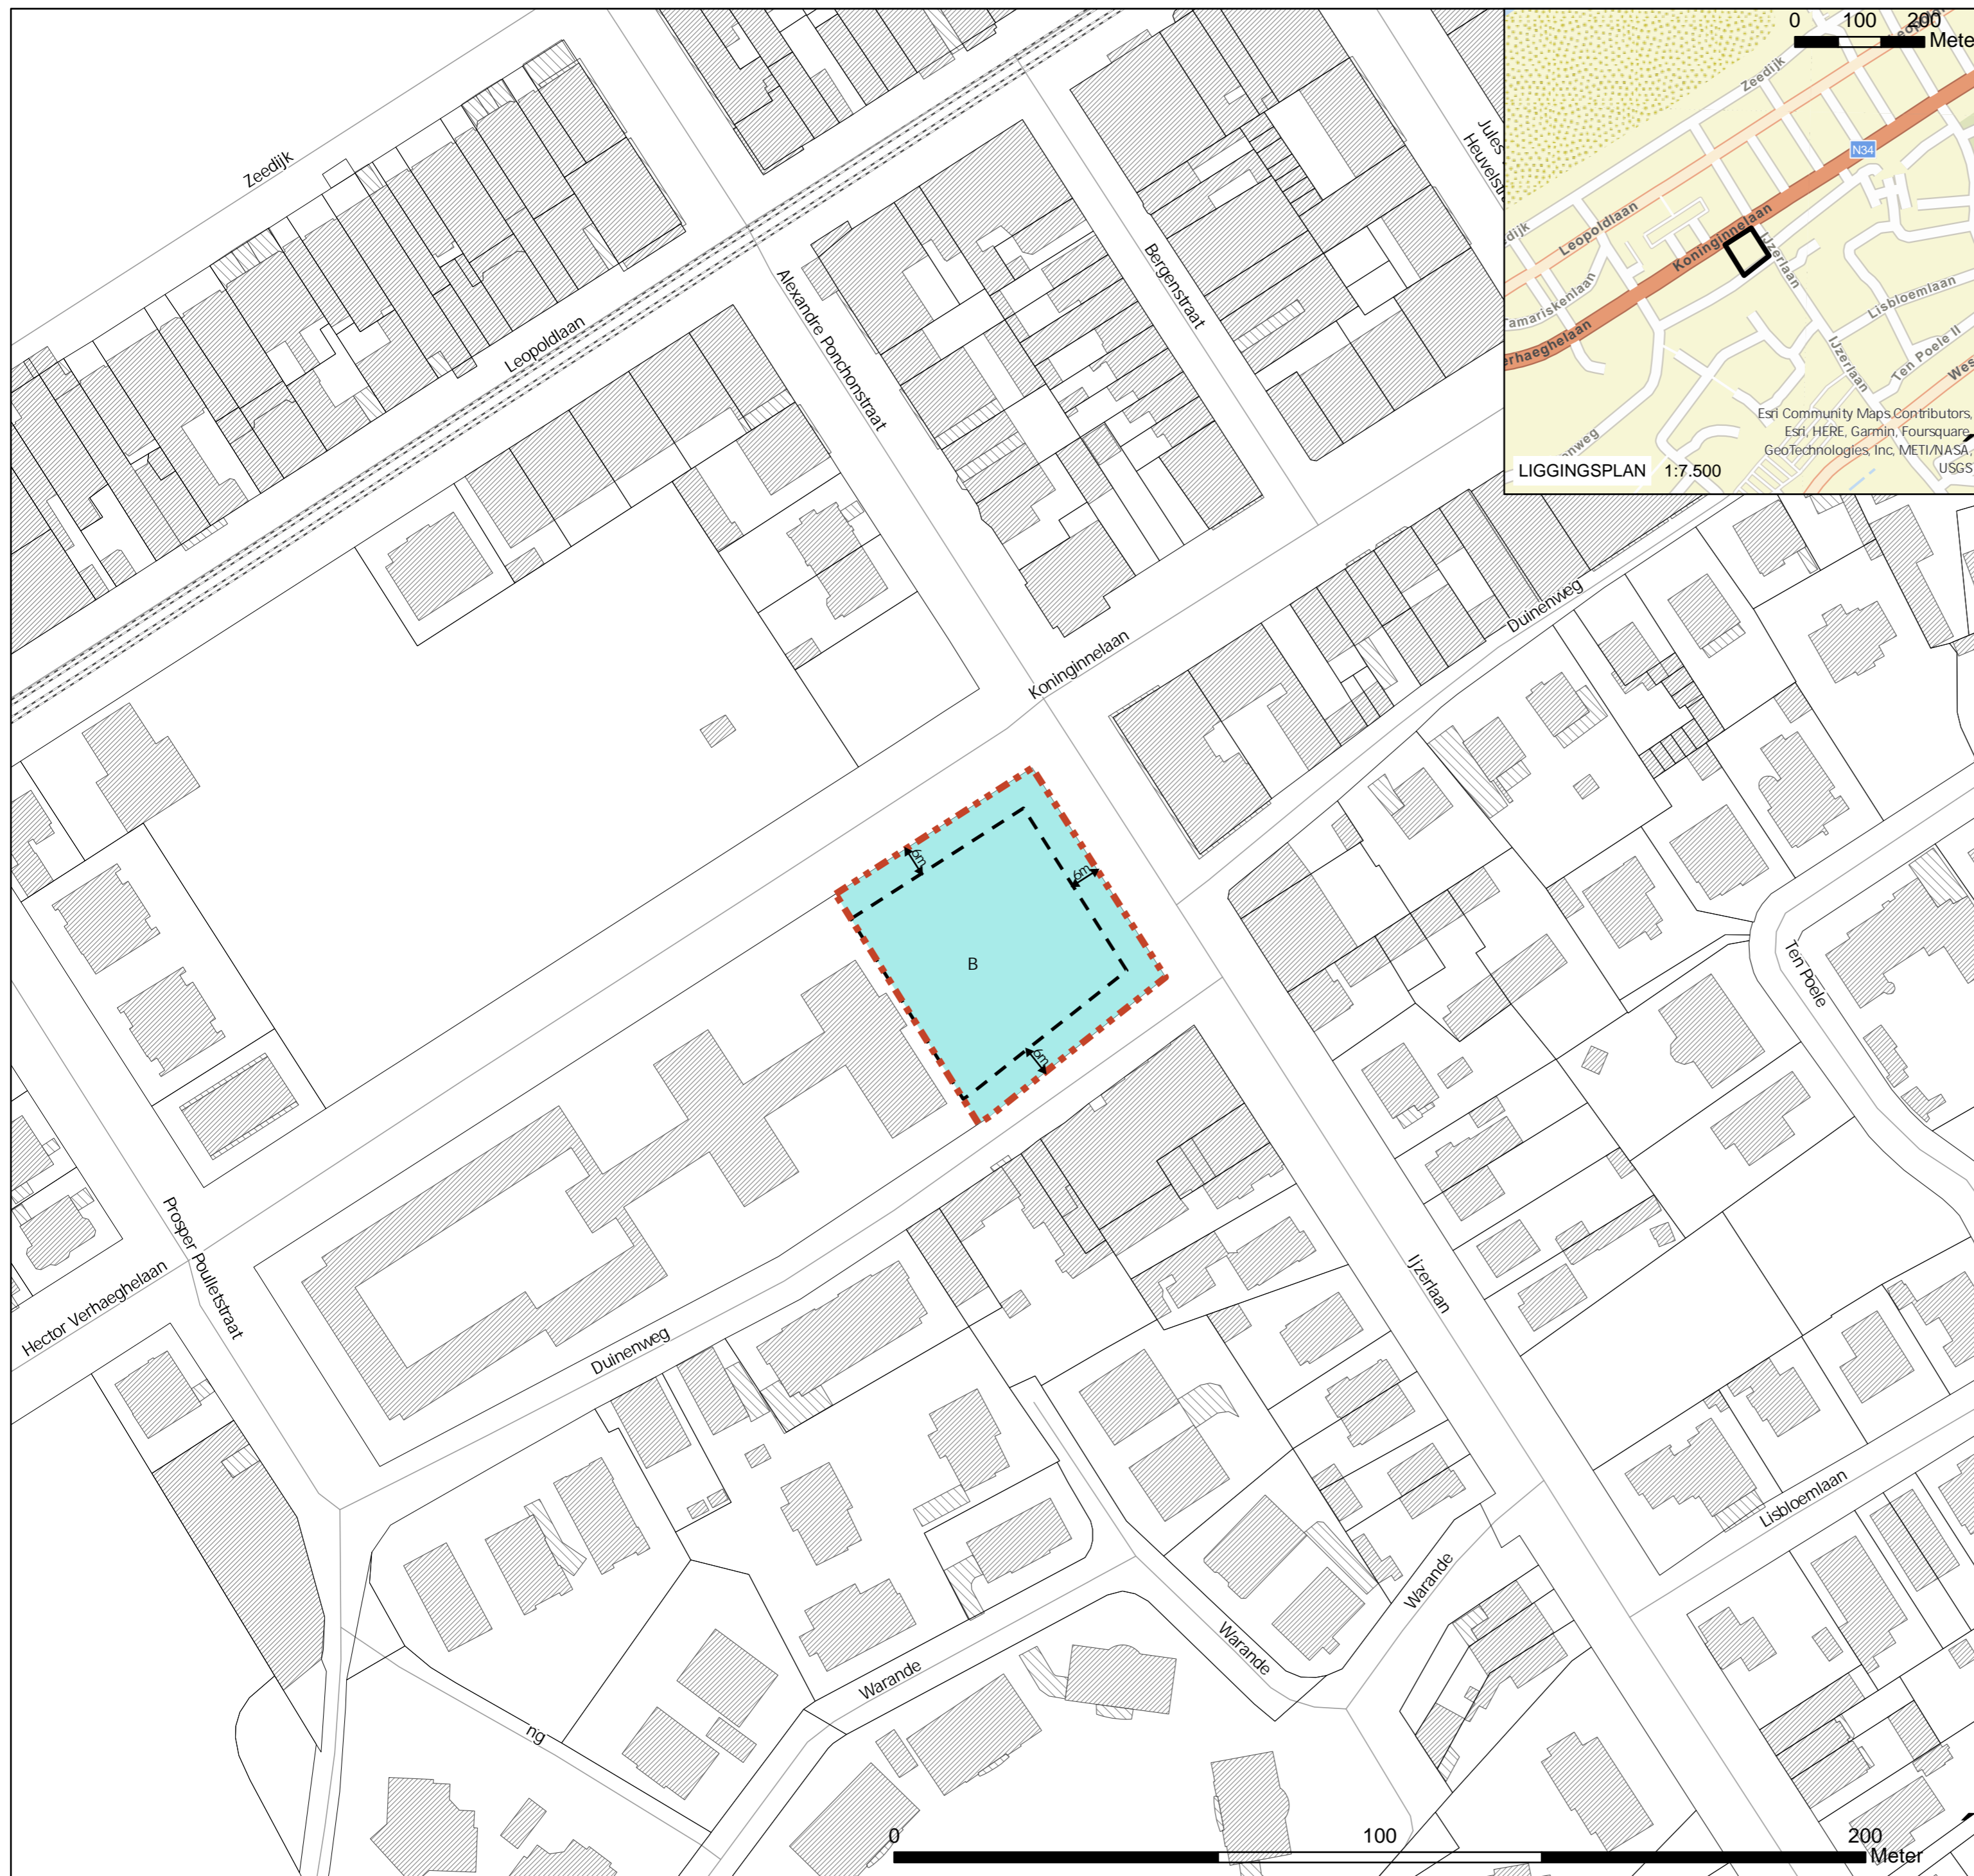 Zeedijk
Leopoldlaan
Alexandre Ponchonstraat
Bergenstraat
Jules
Koninginnelaan
Duinenweg
6m
6m
B
6m
Ten Poele
Prosper Poulletstraat
Hector Verhaeghelaan
Duinenweg
Ijzerlaan
Lisbloemlaan
Warande
Warande
Warande
ng
0 100 200
Meter
0 100 200
Mete
Zeedijk
N34
dijk
Leopoldlaan
Koninginnelaan
IJzerlaan
Tamariskenlaan
erhaeghelaan
Lisbloemlaan
IJzerlaan
Ten Poele II
Wes
Esri Community Maps Contributors,
Esri, HERE, Garmin, Foursquare,
GeoTechnologies, Inc, METI/NASA,
USGS
LIGGINGSPLAN 1:7.500